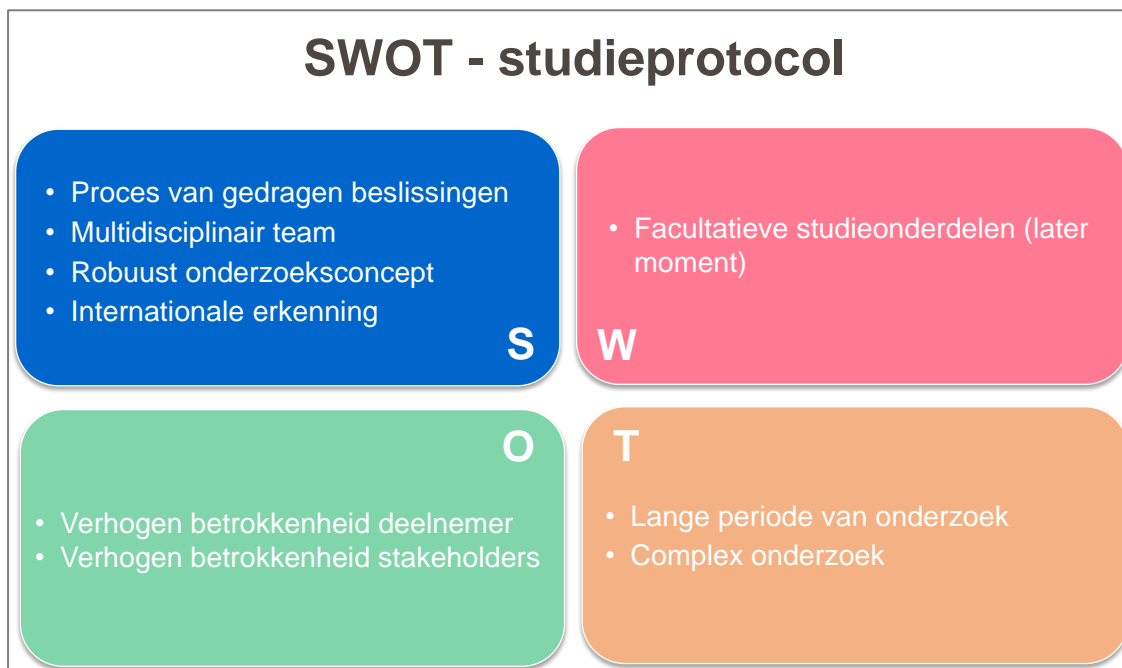 SWOT - studieprotocol
• Proces van gedragen beslissingen
• Multidisciplinair team
• Robuust onderzoeksconcept
• Internationale erkenning
S
• Facultatieve studieonderdelen (later
moment)
W
O
• Verhogen betrokkenheid deelnemer
• Verhogen betrokkenheid stakeholders
T
• Lange periode van onderzoek
• Complex onderzoek